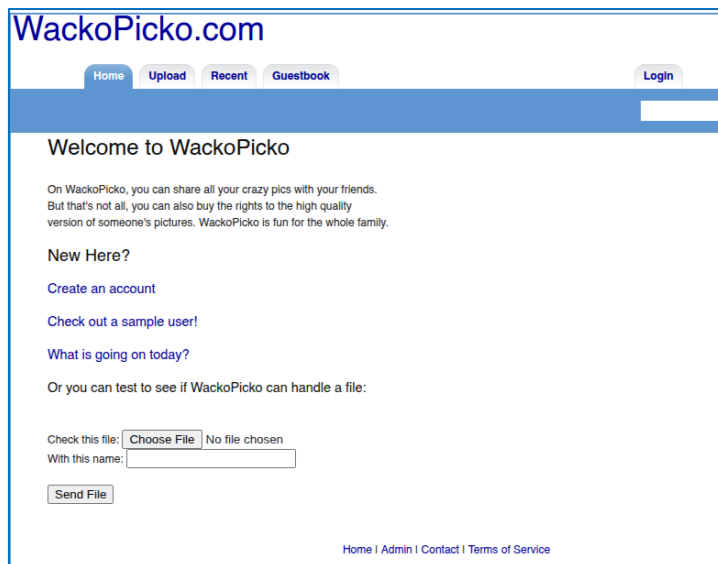 WackoPicko.com
Home Upload Recent Guestbook Login
Welcome to WackoPicko
On WackoPicko, you can share all your crazy pics with your friends.
But that's not all, you can also buy the rights to the high quality
version of someone's pictures. WackoPicko is fun for the whole family.
New Here?
Create an account
Check out a sample user!
What is going on today?
Or you can test to see if WackoPicko can handle a file:
Check this file: Choose File No file chosen
With this name:
Send File
Home | Admin | Contact | Terms of Service